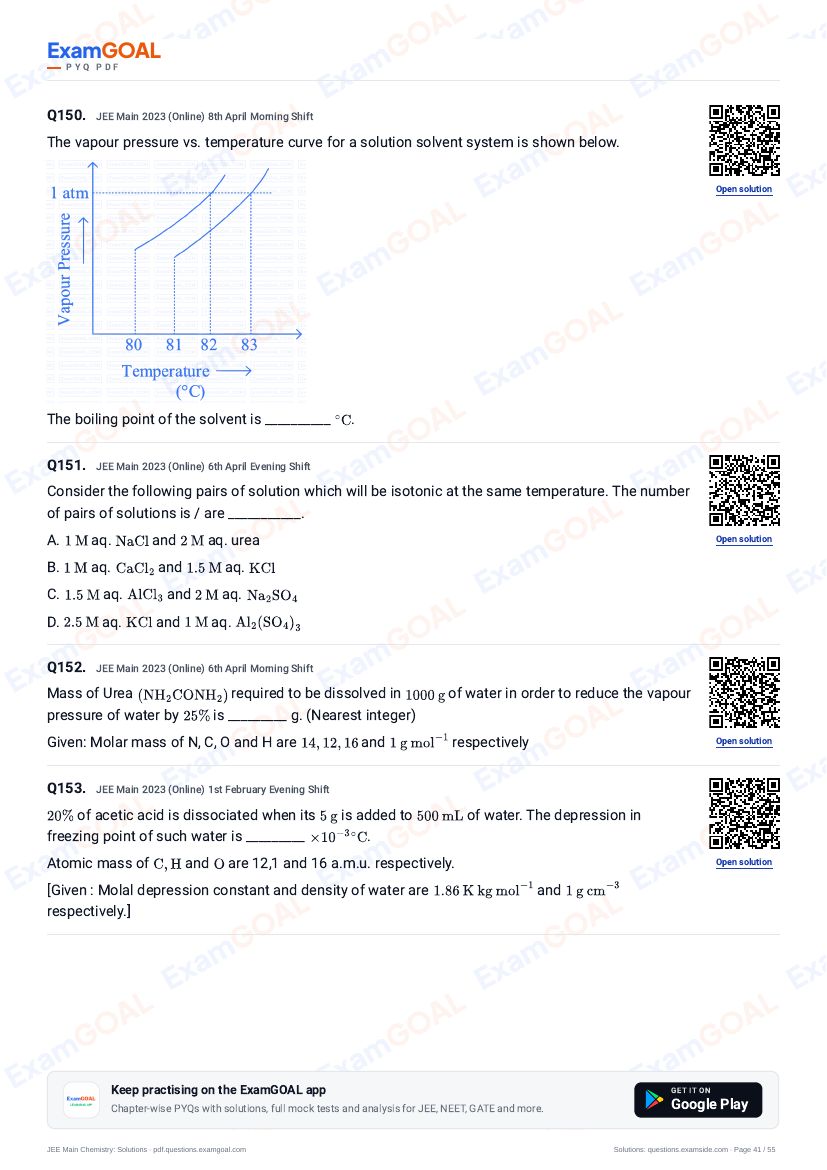 ExamGOAL
PYQ PDF
Q150. JEE Main 2023 (Online) 8th April Morning Shift
The vapour pressure vs. temperature curve for a solution solvent system is shown below.
Open solution
1 atm
Vapour Pressure
80 81 82 83
Temperature
(°C)
The boiling point of the solvent is __________ °C.
Q151. JEE Main 2023 (Online) 6th April Evening Shift
Consider the following pairs of solution which will be isotonic at the same temperature. The number
of pairs of solutions is / are ___________.
Open solution
A. 1 M aq. NaCl and 2 M aq. urea
B. 1 M aq. CaCl₂ and 1.5 M aq. KCl
C. 1.5 M aq. AlCl₃ and 2 M aq. Na₂SO₄
D. 2.5 M aq. KCl and 1 M aq. Al₂(SO₄)₃
Q152. JEE Main 2023 (Online) 6th April Morning Shift
Mass of Urea (NH₂CONH₂) required to be dissolved in 1000 g of water in order to reduce the vapour
pressure of water by 25% is _________ g. (Nearest integer)
Given: Molar mass of N, C, O and H are 14, 12, 16 and 1 g mol⁻¹ respectively
Open solution
Q153. JEE Main 2023 (Online) 1st February Evening Shift
20% of acetic acid is dissociated when its 5 g is added to 500 mL of water. The depression in
freezing point of such water is _________ ×10⁻³°C.
Atomic mass of C, H and O are 12,1 and 16 a.m.u. respectively.
Open solution
[Given : Molal depression constant and density of water are 1.86 K kg mol⁻¹ and 1 g cm⁻³
respectively.]
Keep practising on the ExamGOAL app
Chapter-wise PYQs with solutions, full mock tests and analysis for JEE, NEET, GATE and more.
GET IT ON
Google Play
JEE Main Chemistry: Solutions · pdf.questions.examgoal.com
Solutions: questions.examside.com · Page 41 / 55